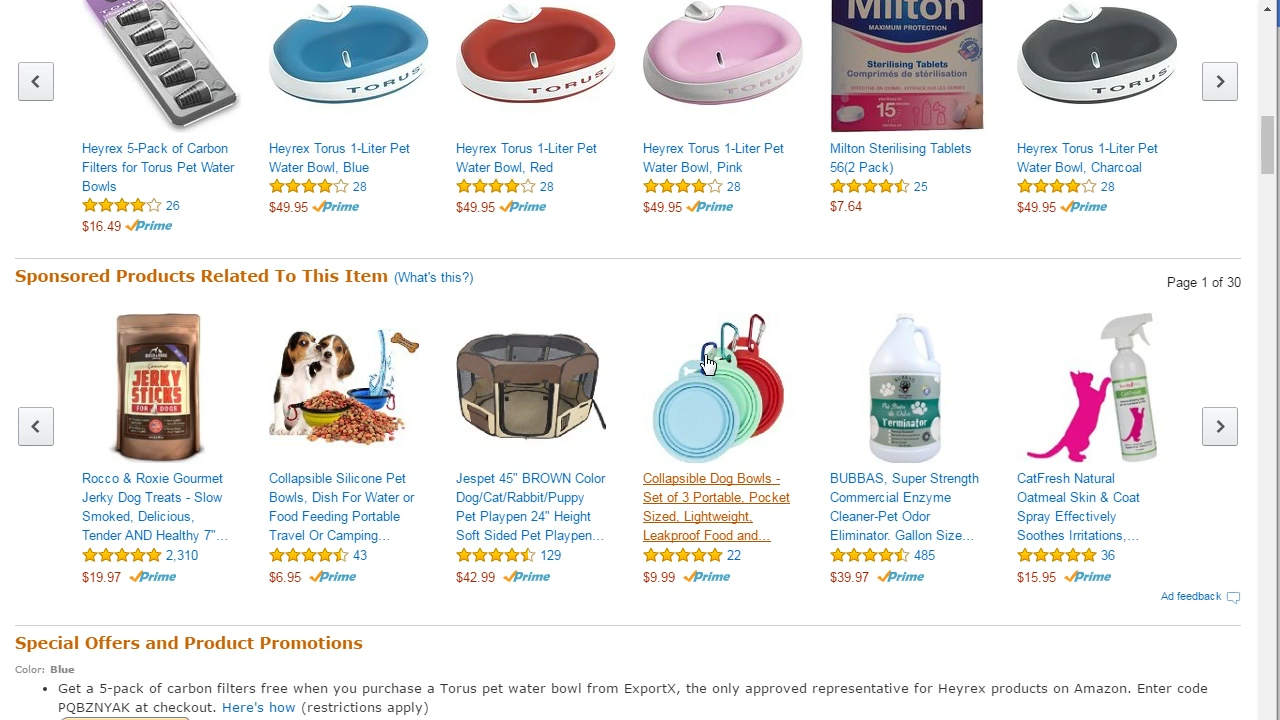 TORUS
TORUS
TORUS
TORUS
Milton
MAXIMUM PROTECTION
Sterilising Tablets
Comprimés de stérilisation
15
TORUS
Heyrex 5-Pack of Carbon
Filters for Torus Pet Water
Bowls
26
$16.49 Prime
Heyrex Torus 1-Liter Pet
Water Bowl, Blue
28
$49.95 Prime
Heyrex Torus 1-Liter Pet
Water Bowl, Red
28
$49.95 Prime
Heyrex Torus 1-Liter Pet
Water Bowl, Pink
28
$49.95 Prime
Milton Sterilising Tablets
56(2 Pack)
25
$7.64
Heyrex Torus 1-Liter Pet
Water Bowl, Charcoal
28
$49.95 Prime
Sponsored Products Related To This Item (What's this?)
Page 1 of 30
JERKY
STICKS
FOR DOGS
BUBBAS
Pet Stain
& Odor
Terminator
CatFresh
Rocco & Roxie Gourmet
Jerky Dog Treats - Slow
Smoked, Delicious,
Tender AND Healthy 7"...
2,310
$19.97 Prime
Collapsible Silicone Pet
Bowls, Dish For Water or
Food Feeding Portable
Travel Or Camping...
43
$6.95 Prime
Jespet 45" BROWN Color
Dog/Cat/Rabbit/Puppy
Pet Playpen 24" Height
Soft Sided Pet Playpen...
129
$42.99 Prime
Collapsible Dog Bowls -
Set of 3 Portable, Pocket
Sized, Lightweight,
Leakproof Food and...
22
$9.99 Prime
BUBBAS, Super Strength
Commercial Enzyme
Cleaner-Pet Odor
Eliminator. Gallon Size...
485
$39.97 Prime
CatFresh Natural
Oatmeal Skin & Coat
Spray Effectively
Soothes Irritations,...
36
$15.95 Prime
Ad feedback
Special Offers and Product Promotions
Color: Blue
• Get a 5-pack of carbon filters free when you purchase a Torus pet water bowl from ExportX, the only approved representative for Heyrex products on Amazon. Enter code
PQBZNYAK at checkout. Here's how (restrictions apply)